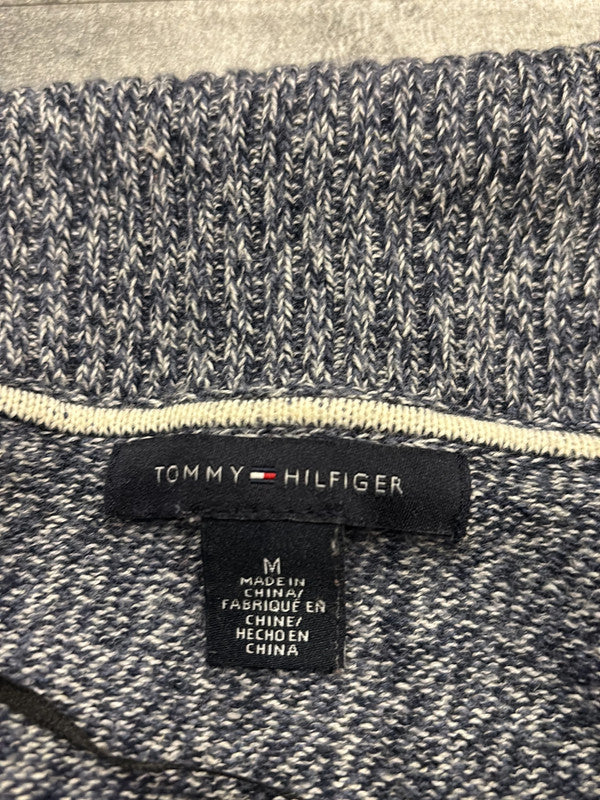 TOMMY HILFIGER
M
MADE IN
CHINA/
FABRIQUÉ EN
CHINE/
HECHO EN
CHINA